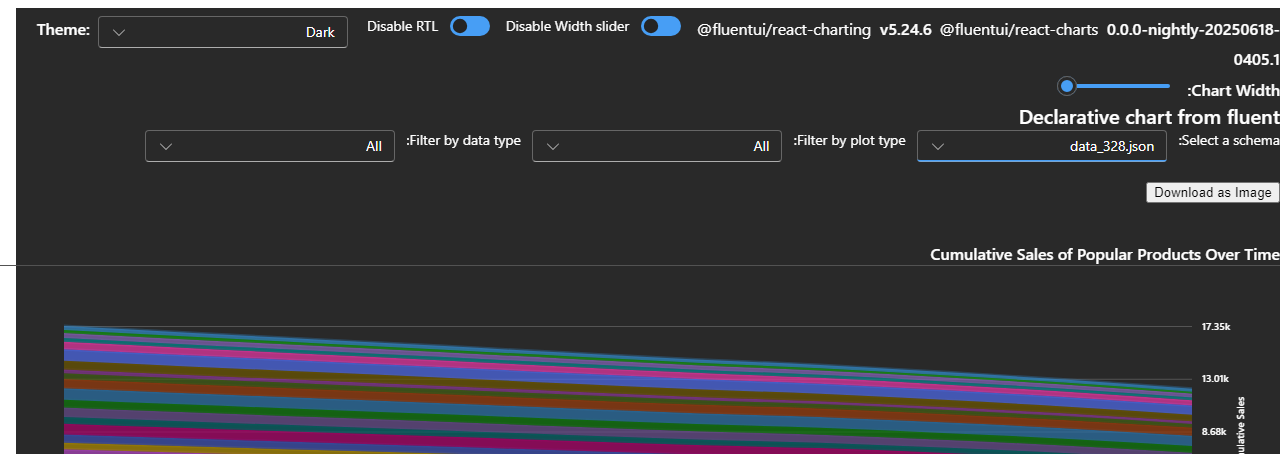 Theme:
Dark
Disable RTL
Disable Width slider
@fluentui/react-charting v5.24.6 @fluentui/react-charts 0.0.0-nightly-20250618-
0405.1
:Chart Width
Declarative chart from fluent
:Select a schema
data_328.json
:Filter by plot type
All
:Filter by data type
All
Download as Image
Cumulative Sales of Popular Products Over Time
17.35k
13.01k
8.68k
Sales